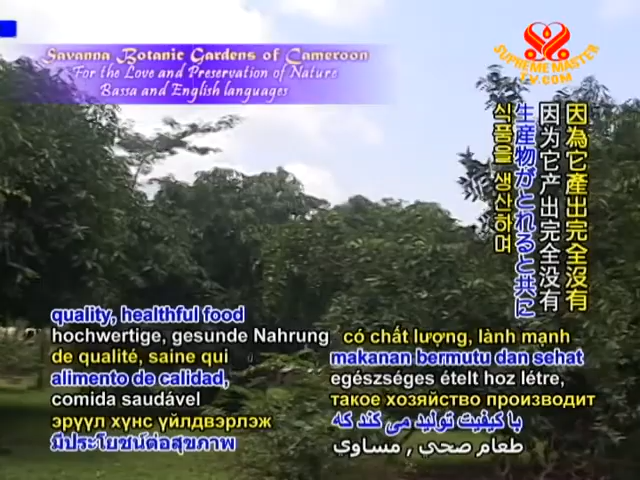 Savanna Botanic Gardens of Cameroon
For the Love and Preservation of Nature
Bassa and English languages
SUPREME MASTER
TV.COM
因為它產出完全沒有
因为它产出完全没有
生産物がとれると共に
식품을 생산하며
quality, healthful food
hochwertige, gesunde Nahrung
de qualité, saine qui
alimento de calidad,
comida saudável
эрүүл хүнс үйлдвэрлэж
มีประโยชน์ต่อสุขภาพ
có chất lượng, lành mạnh
makanan bermutu dan sehat
egészséges ételt hoz létre,
такое хозяйство производит
با کیفیت تولید می کند که
طعام صحي , مساوي